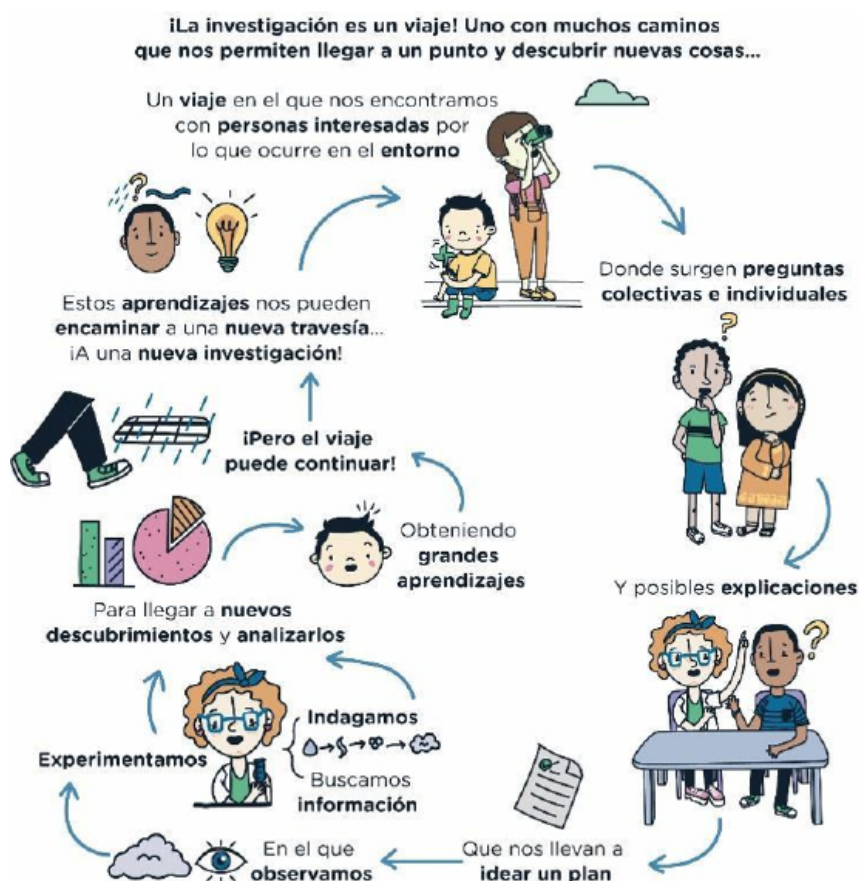 ¡La investigación es un viaje! Uno con muchos caminos
que nos permiten llegar a un punto y descubrir nuevas cosas...
Un viaje en el que nos encontramos
con personas interesadas por
lo que ocurre en el entorno
Donde surgen preguntas
colectivas e individuales
Y posibles explicaciones
Que nos llevan a
idear un plan
En el que
observamos
Experimentamos
Indagamos
Buscamos
información
Para llegar a nuevos
descubrimientos y analizarlos
Obteniendo
grandes
aprendizajes
¡Pero el viaje
puede continuar!
Estos aprendizajes nos pueden
encaminar a una nueva travesía...
¡A una nueva investigación!